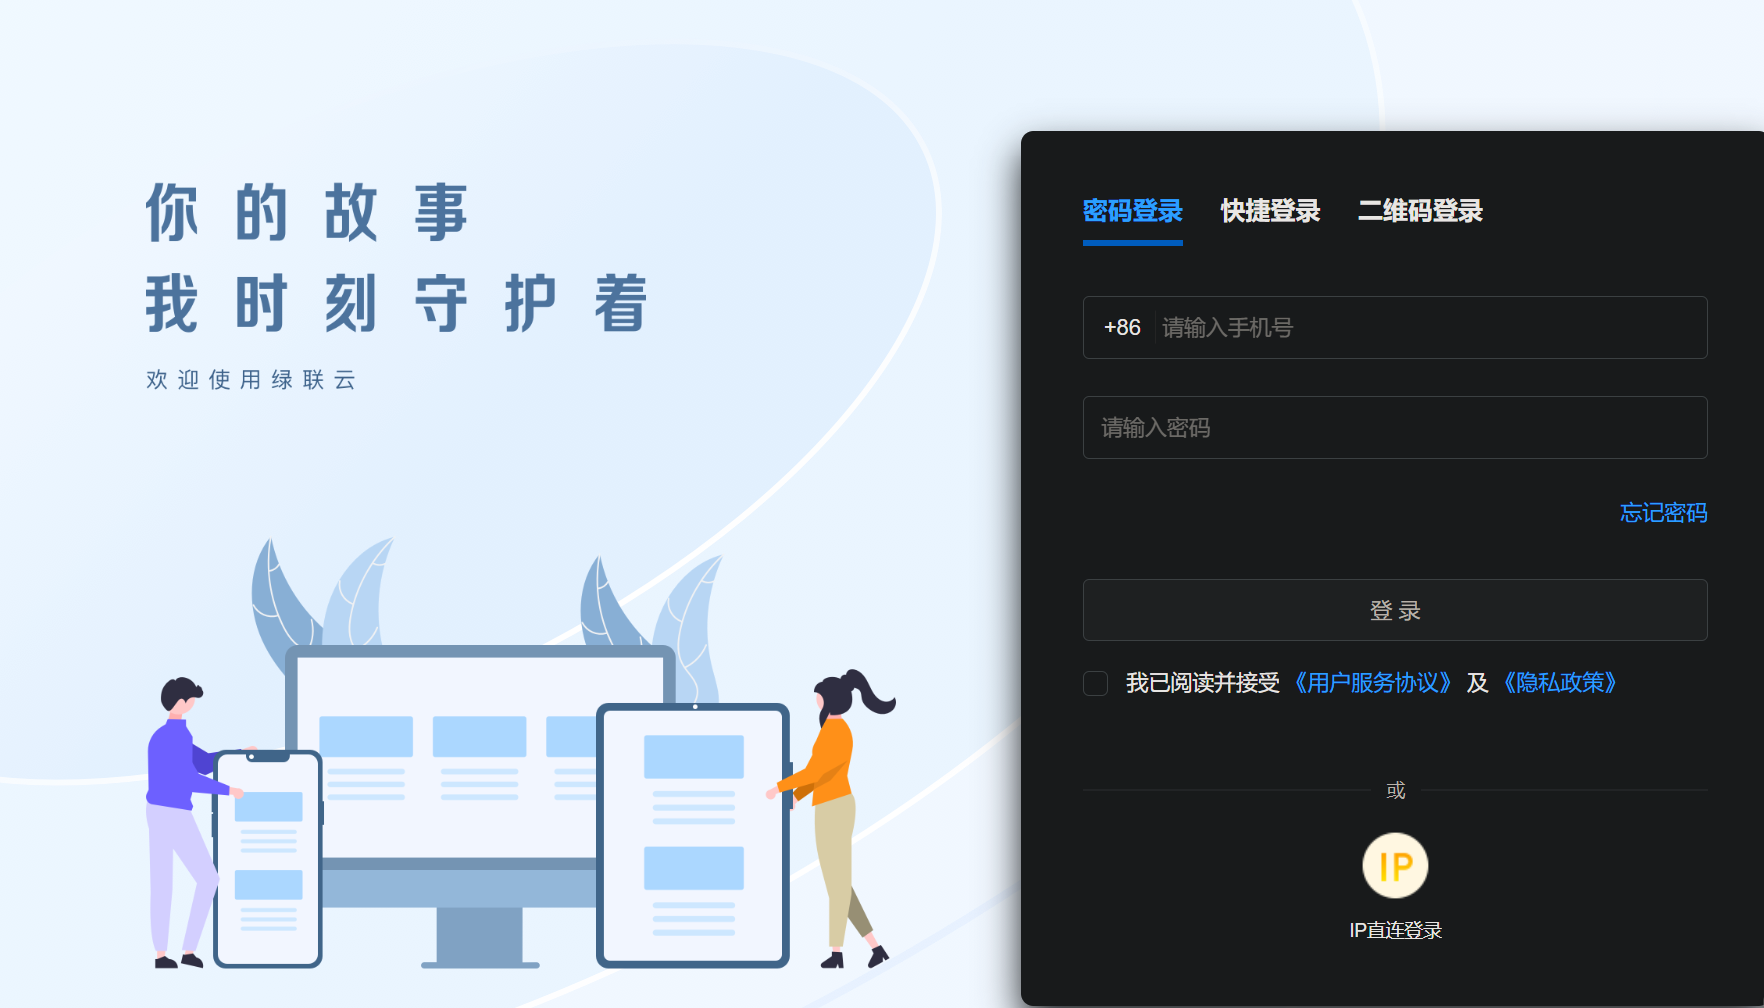 你的故事
我时刻守护着
欢迎使用绿联云
密码登录 快捷登录 二维码登录
+86 请输入手机号
请输入密码
忘记密码
登录
我已阅读并接受《用户服务协议》及《隐私政策》
或
IP
IP直连登录